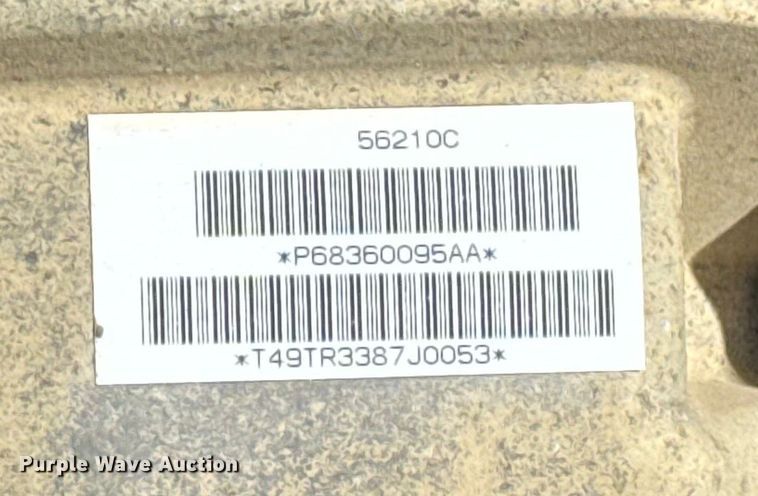 56210C
*P68360095AA*
*T49TR3387J0053*
Purple Wave Auction